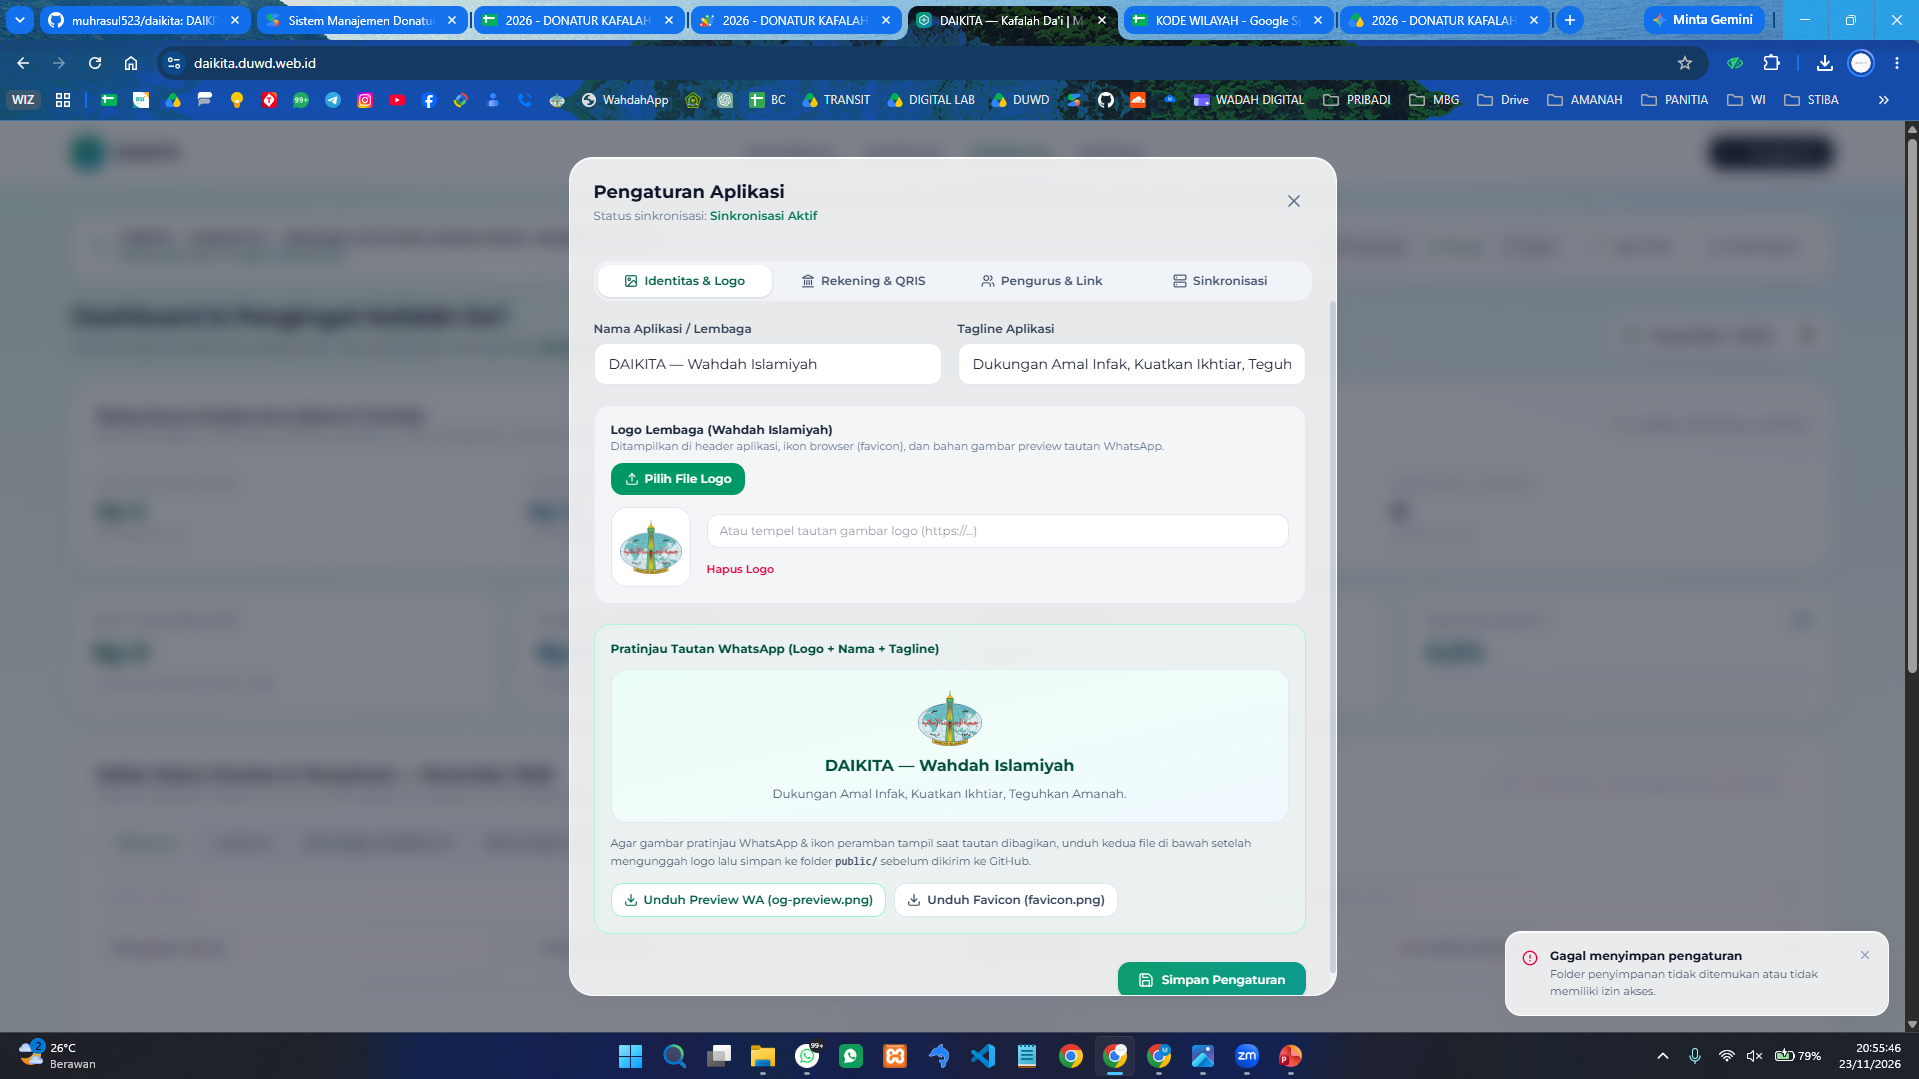 muhrasul523/daikita: DAIK
Sistem Manajemen Donatu
2026 - DONATUR KAFALAH
2026 - DONATUR KAFALAH
DAIKITA — Kafalah Da'i | M
KODE WILAYAH - Google S
2026 - DONATUR KAFALAH
Minta Gemini
daikita.duwd.web.id
WIZ
99+
WahdahApp
BC
TRANSIT
DIGITAL LAB
DUWD
WADAH DIGITAL
PRIBADI
MBG
Drive
AMANAH
PANITIA
WI
STIBA
Pengaturan Aplikasi
Status sinkronisasi: Sinkronisasi Aktif
Identitas & Logo
Rekening & QRIS
Pengurus & Link
Sinkronisasi
Nama Aplikasi / Lembaga
Tagline Aplikasi
DAIKITA — Wahdah Islamiyah
Dukungan Amal Infak, Kuatkan Ikhtiar, Teguh
Logo Lembaga (Wahdah Islamiyah)
Ditampilkan di header aplikasi, ikon browser (favicon), dan bahan gambar preview tautan WhatsApp.
Pilih File Logo
Atau tempel tautan gambar logo (https://...)
Hapus Logo
Pratinjau Tautan WhatsApp (Logo + Nama + Tagline)
DAIKITA — Wahdah Islamiyah
Dukungan Amal Infak, Kuatkan Ikhtiar, Teguhkan Amanah.
Agar gambar pratinjau WhatsApp & ikon peramban tampil saat tautan dibagikan, unduh kedua file di bawah setelah
mengunggah logo lalu simpan ke folder public/ sebelum dikirim ke GitHub.
Unduh Preview WA (og-preview.png)
Unduh Favicon (favicon.png)
Simpan Pengaturan
Gagal menyimpan pengaturan
Folder penyimpanan tidak ditemukan atau tidak
memiliki izin akses.
2
26°C
Berawan
99+
zm
79%
20:55:46
23/11/2026